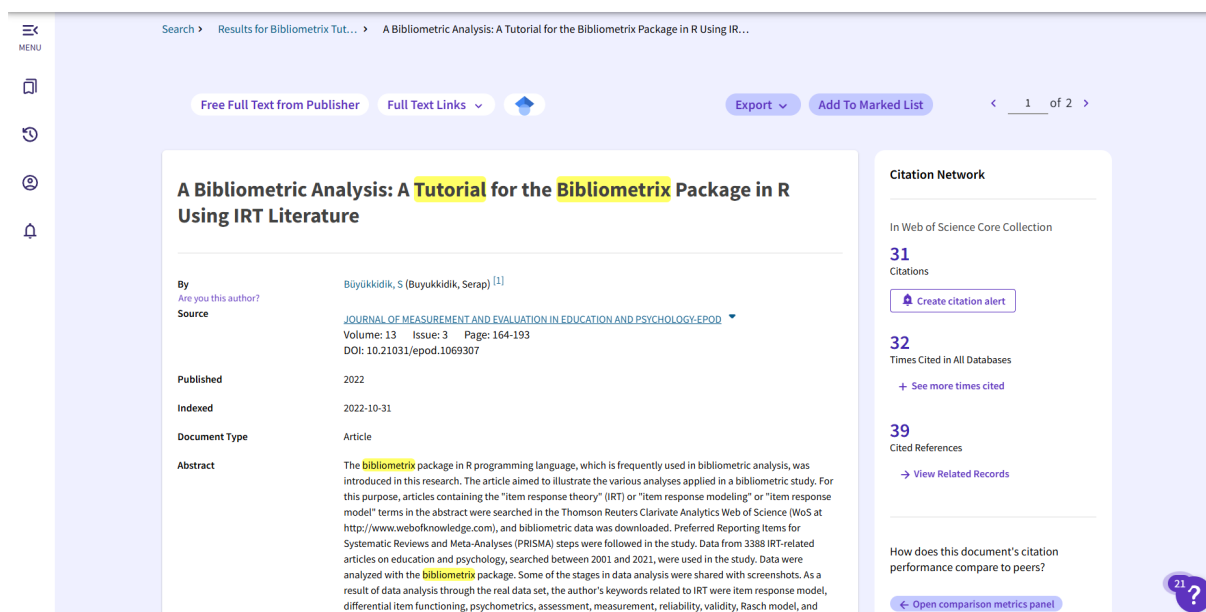 MENU
Search > Results for Bibliometrix Tut... > A Bibliometric Analysis: A Tutorial for the Bibliometrix Package in R Using IR...
Free Full Text from Publisher Full Text Links Export Add To Marked List < 1 of 2 >
A Bibliometric Analysis: A Tutorial for the Bibliometrix Package in R
Using IRT Literature
By Büyükkidik, S (Buyukkidik, Serap) [1]
Are you this author?
Source JOURNAL OF MEASUREMENT AND EVALUATION IN EDUCATION AND PSYCHOLOGY-EPOD
Volume: 13 Issue: 3 Page: 164-193
DOI: 10.21031/epod.1069307
Published 2022
Indexed 2022-10-31
Document Type Article
Abstract The bibliometrix package in R programming language, which is frequently used in bibliometric analysis, was
introduced in this research. The article aimed to illustrate the various analyses applied in a bibliometric study. For
this purpose, articles containing the "item response theory" (IRT) or "item response modeling" or "item response
model" terms in the abstract were searched in the Thomson Reuters Clarivate Analytics Web of Science (WoS at
http://www.webofknowledge.com), and bibliometric data was downloaded. Preferred Reporting Items for
Systematic Reviews and Meta-Analyses (PRISMA) steps were followed in the study. Data from 3388 IRT-related
articles on education and psychology, searched between 2001 and 2021, were used in the study. Data were
analyzed with the bibliometrix package. Some of the stages in data analysis were shared with screenshots. As a
result of data analysis through the real data set, the author's keywords related to IRT were item response model,
differential item functioning, psychometrics, assessment, measurement, reliability, validity, Rasch model, and
Citation Network
In Web of Science Core Collection
31
Citations
Create citation alert
32
Times Cited in All Databases
+ See more times cited
39
Cited References
→ View Related Records
How does this document's citation
performance compare to peers?
← Open comparison metrics panel
21
?